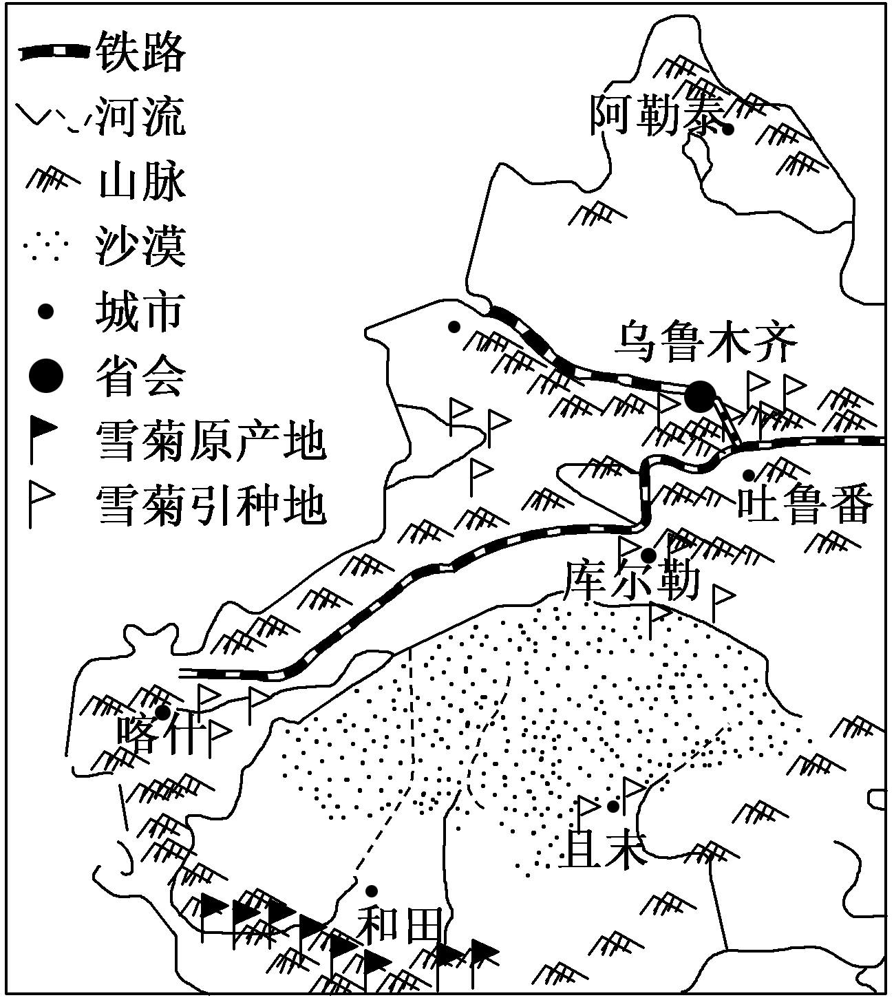 铁路
河流
山脉
沙漠
城市
省会
雪菊原产地
雪菊引种地
阿勒泰
乌鲁木齐
吐鲁番
库尔勒
喀什
且末
和田